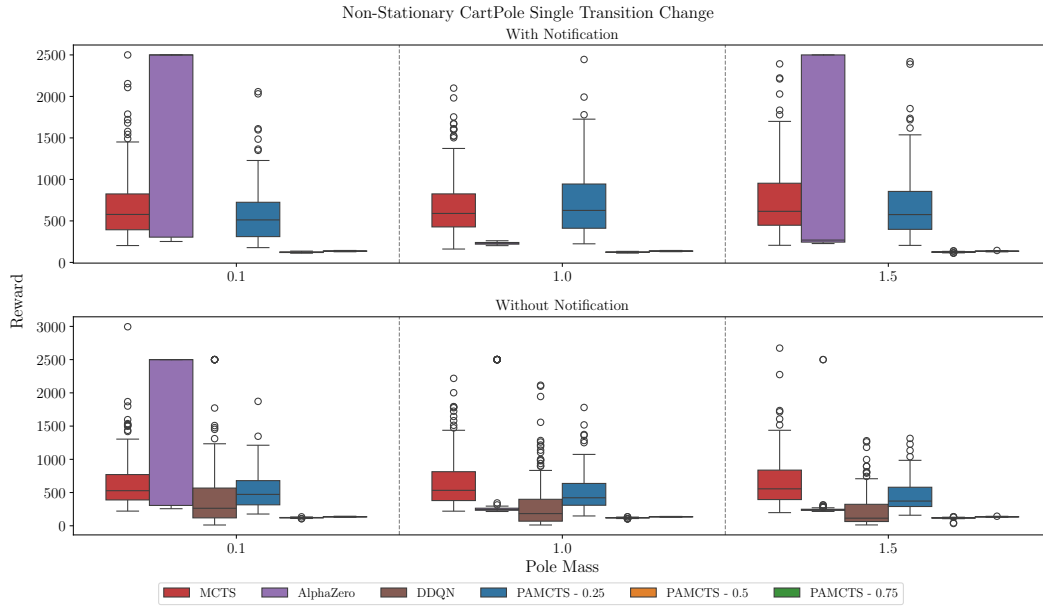 Non-Stationary CartPole Single Transition Change
With Notification
2500
2000
1500
1000
500
0
0.1
1.0
1.5
Reward
Without Notification
3000
2500
2000
1500
1000
500
0
0.1
1.0
1.5
Pole Mass
MCTS
AlphaZero
DDQN
PAMCTS - 0.25
PAMCTS - 0.5
PAMCTS - 0.75